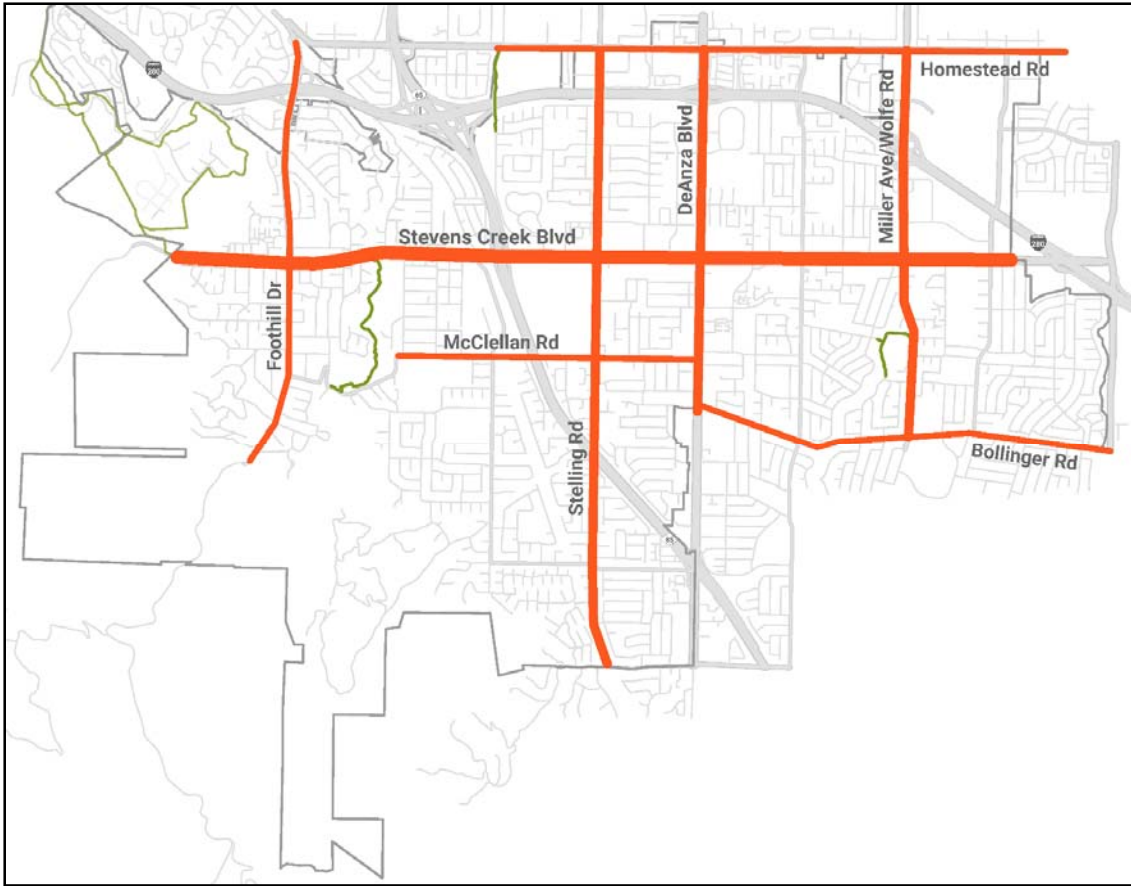 Homestead Rd
280
85
DeAnza Blvd
Miller Ave/Wolfe Rd
Stevens Creek Blvd
280
Foothill Dr
McClellan Rd
Stelling Rd
Bollinger Rd
85